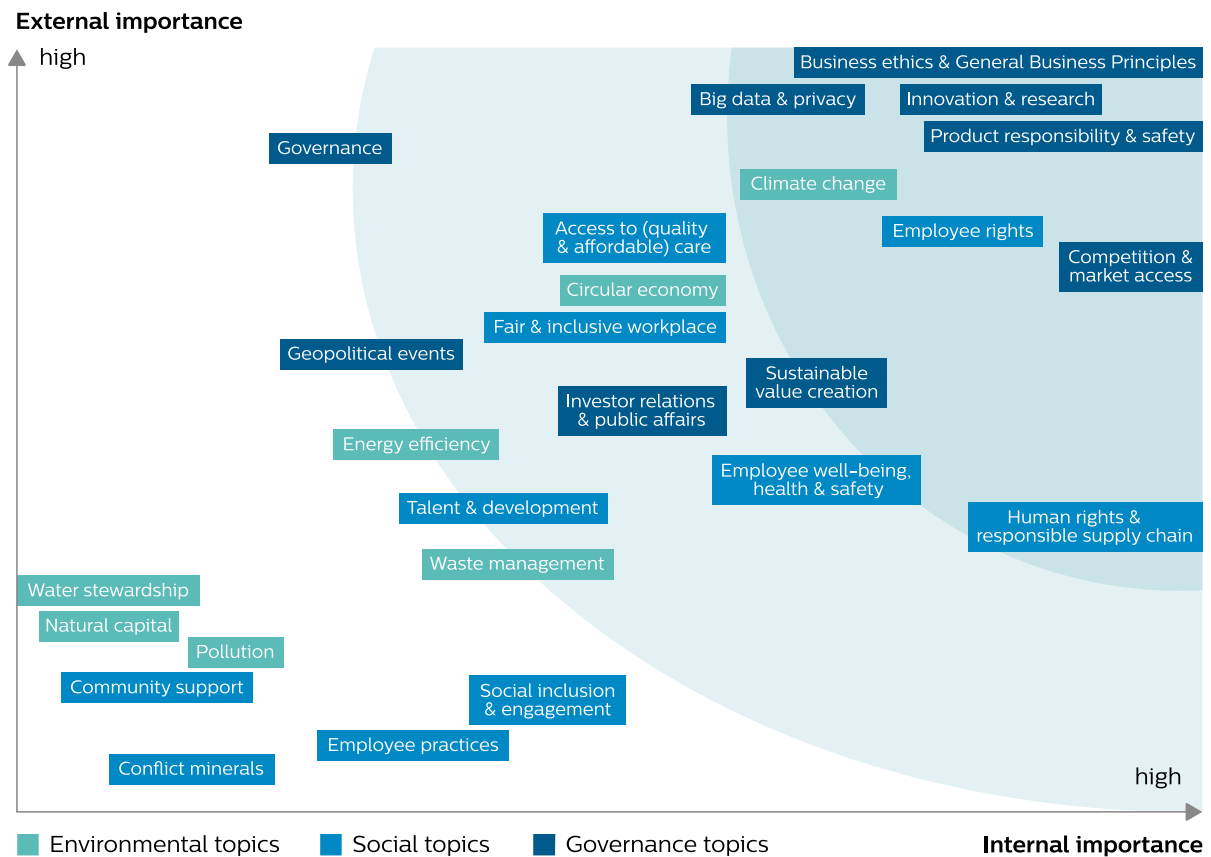 External importance
high
Business ethics & General Business Principles
Big data & privacy
Innovation & research
Product responsibility & safety
Governance
Climate change
Access to (quality
& affordable) care
Employee rights
Competition &
market access
Circular economy
Fair & inclusive workplace
Geopolitical events
Sustainable
value creation
Investor relations
& public affairs
Energy efficiency
Employee well-being,
health & safety
Talent & development
Human rights &
responsible supply chain
Waste management
Water stewardship
Natural capital
Pollution
Community support
Social inclusion
& engagement
Employee practices
Conflict minerals
high
Environmental topics
Social topics
Governance topics
Internal importance